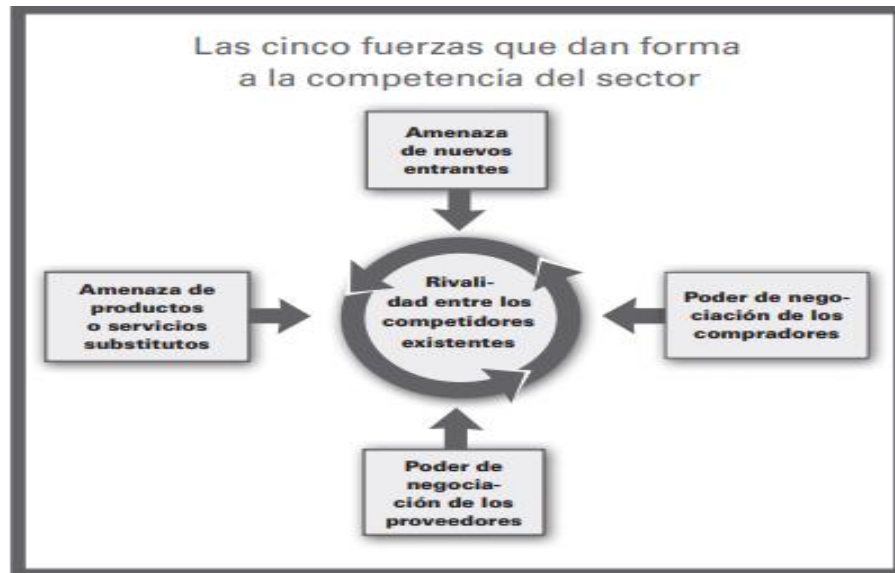 Las cinco fuerzas que dan forma
a la competencia del sector
Amenaza
de nuevos
entrantes
Amenaza de
productos
o servicios
substitutos
Rivali-
dad entre los
competidores
existentes
Poder de nego-
ciación de los
compradores
Poder de
negocia-
ción de los
proveedores